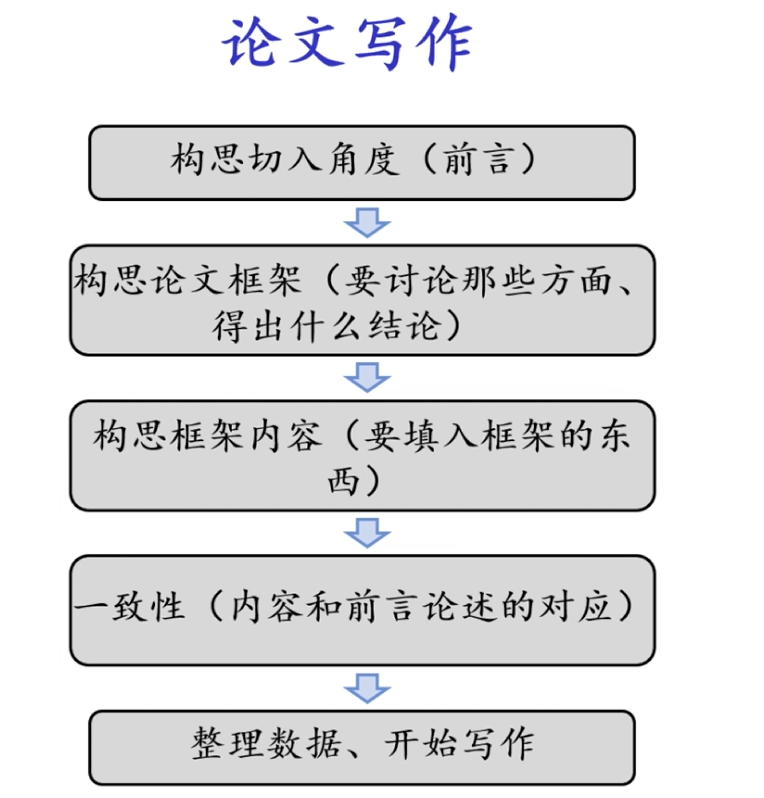 论文写作
构思切入角度（前言）
构思论文框架（要讨论那些方面、
得出什么结论）
构思框架内容（要填入框架的东
西）
一致性（内容和前言论述的对应）
整理数据、开始写作